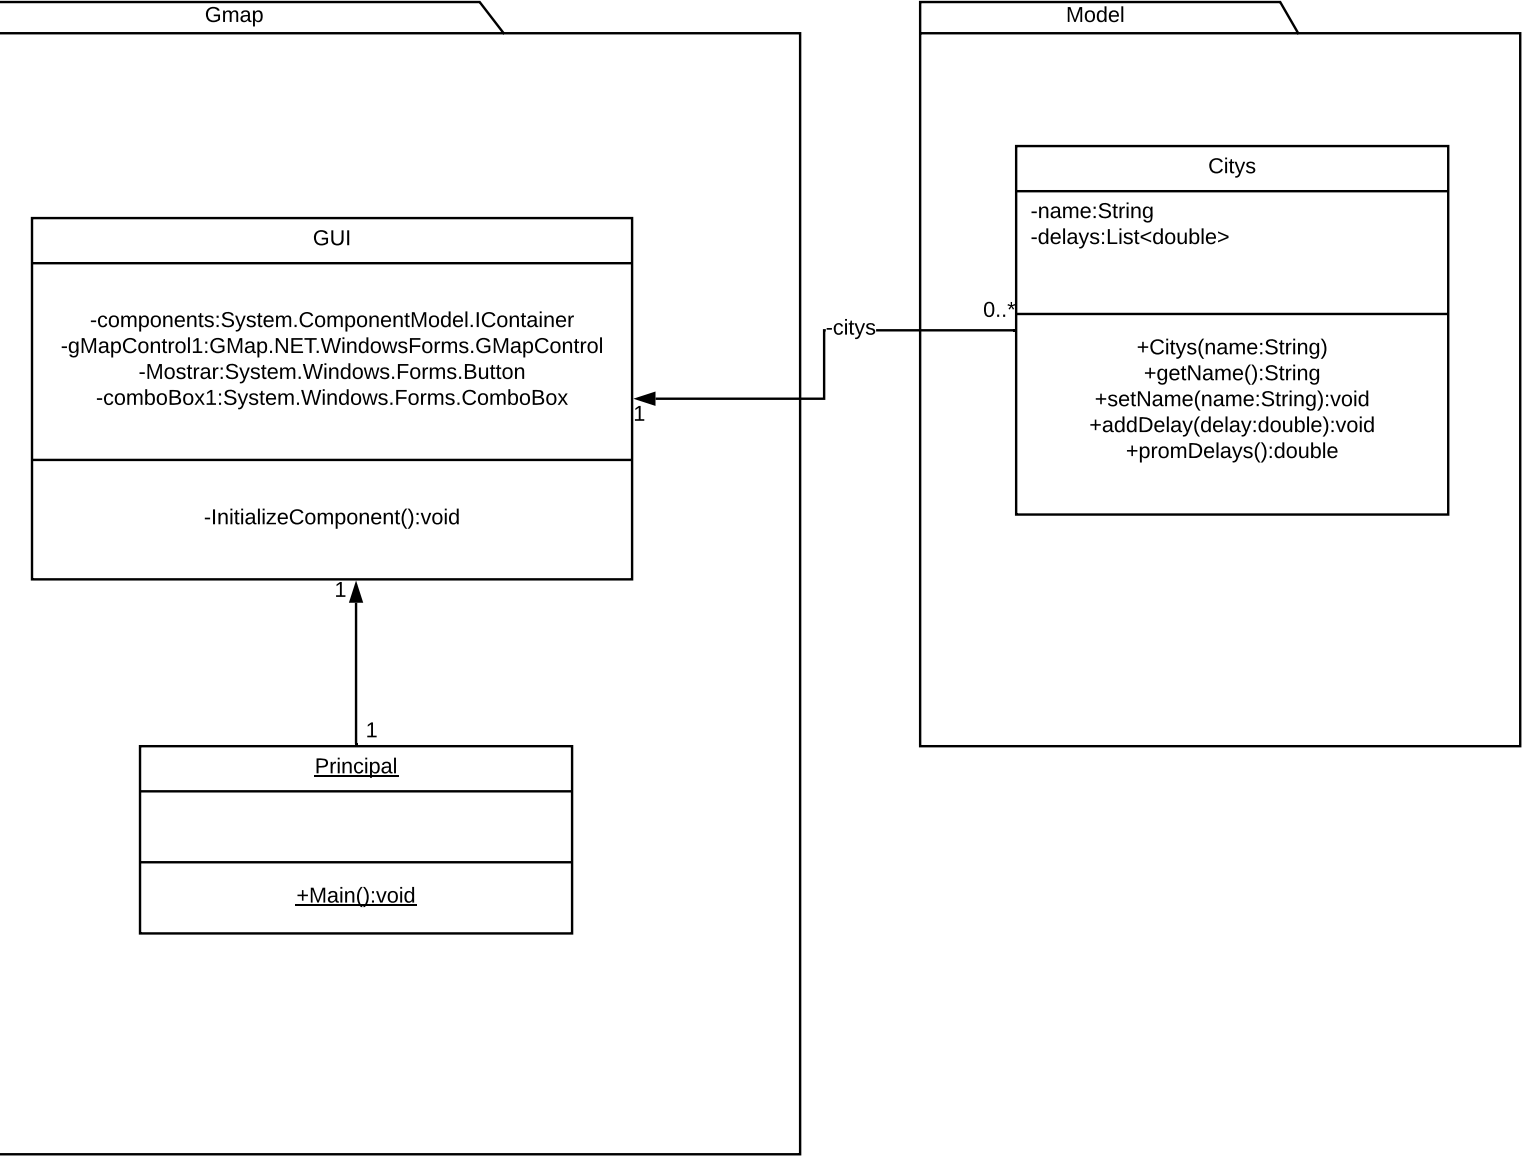 Gmap
GUI
-components:System.ComponentModel.IContainer
-gMapControl1:GMap.NET.WindowsForms.GMapControl
-Mostrar:System.Windows.Forms.Button
-comboBox1:System.Windows.Forms.ComboBox
-InitializeComponent():void
1
1
Principal
+Main():void
1
-citys
0..*
Model
Citys
-name:String
-delays:List<double>
+Citys(name:String)
+getName():String
+setName(name:String):void
+addDelay(delay:double):void
+promDelays():double